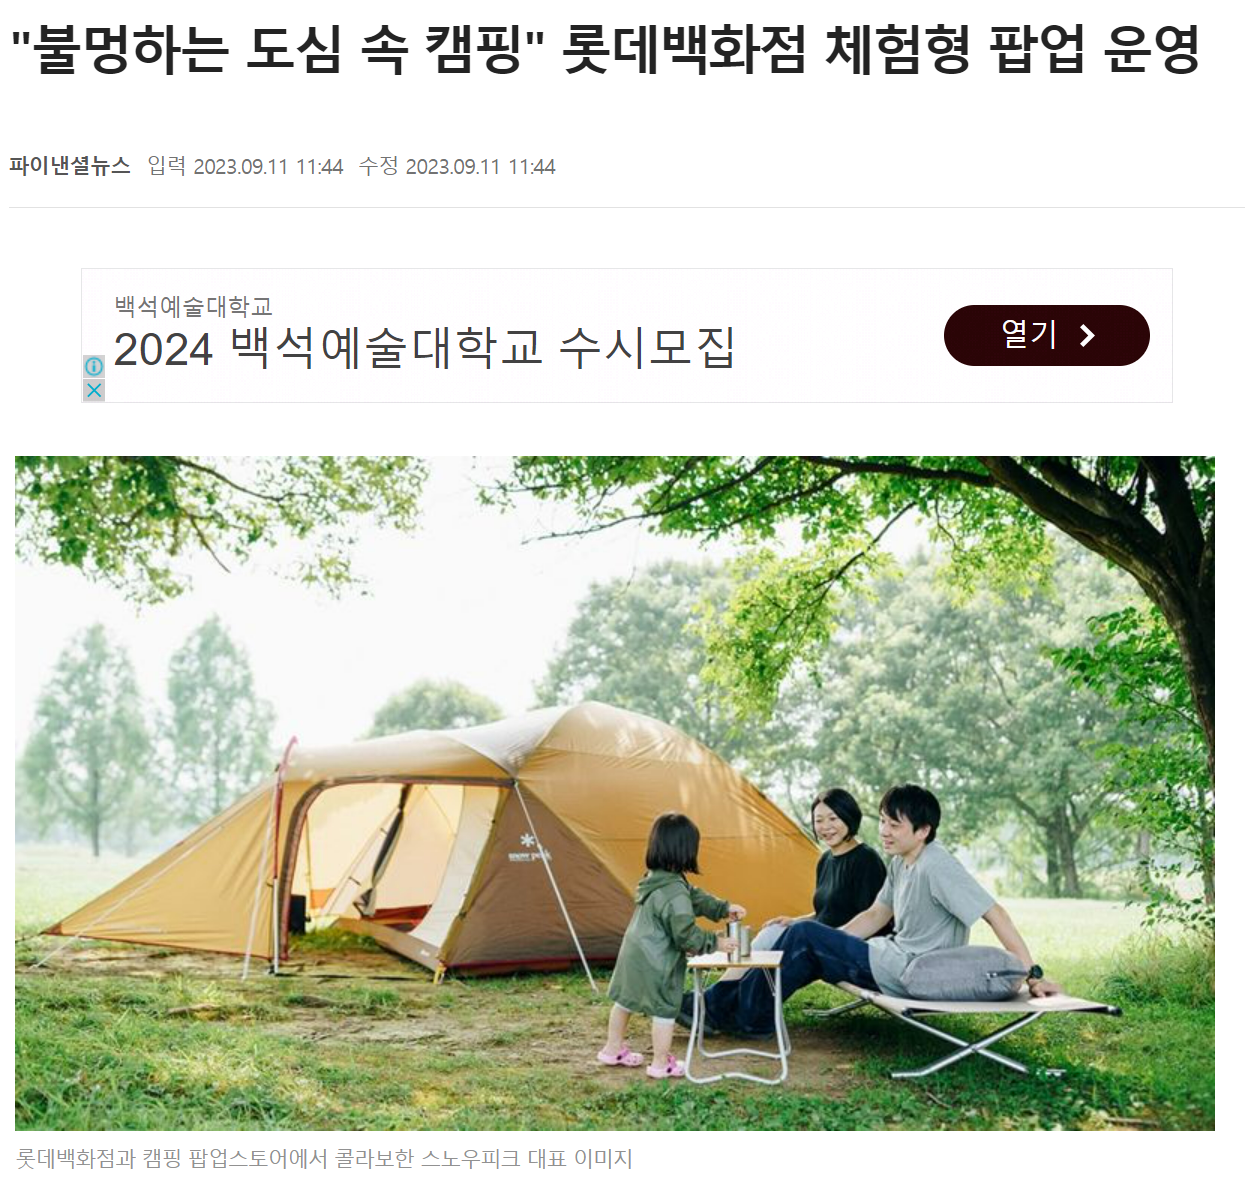 "불멍하는 도심 속 캠핑" 롯데백화점 체험형 팝업 운영
파이낸셜뉴스 입력 2023.09.11 11:44 수정 2023.09.11 11:44
백석예술대학교
2024 백석예술대학교 수시모집
열기
snow peak
롯데백화점과 캠핑 팝업스토어에서 콜라보한 스노우피크 대표 이미지